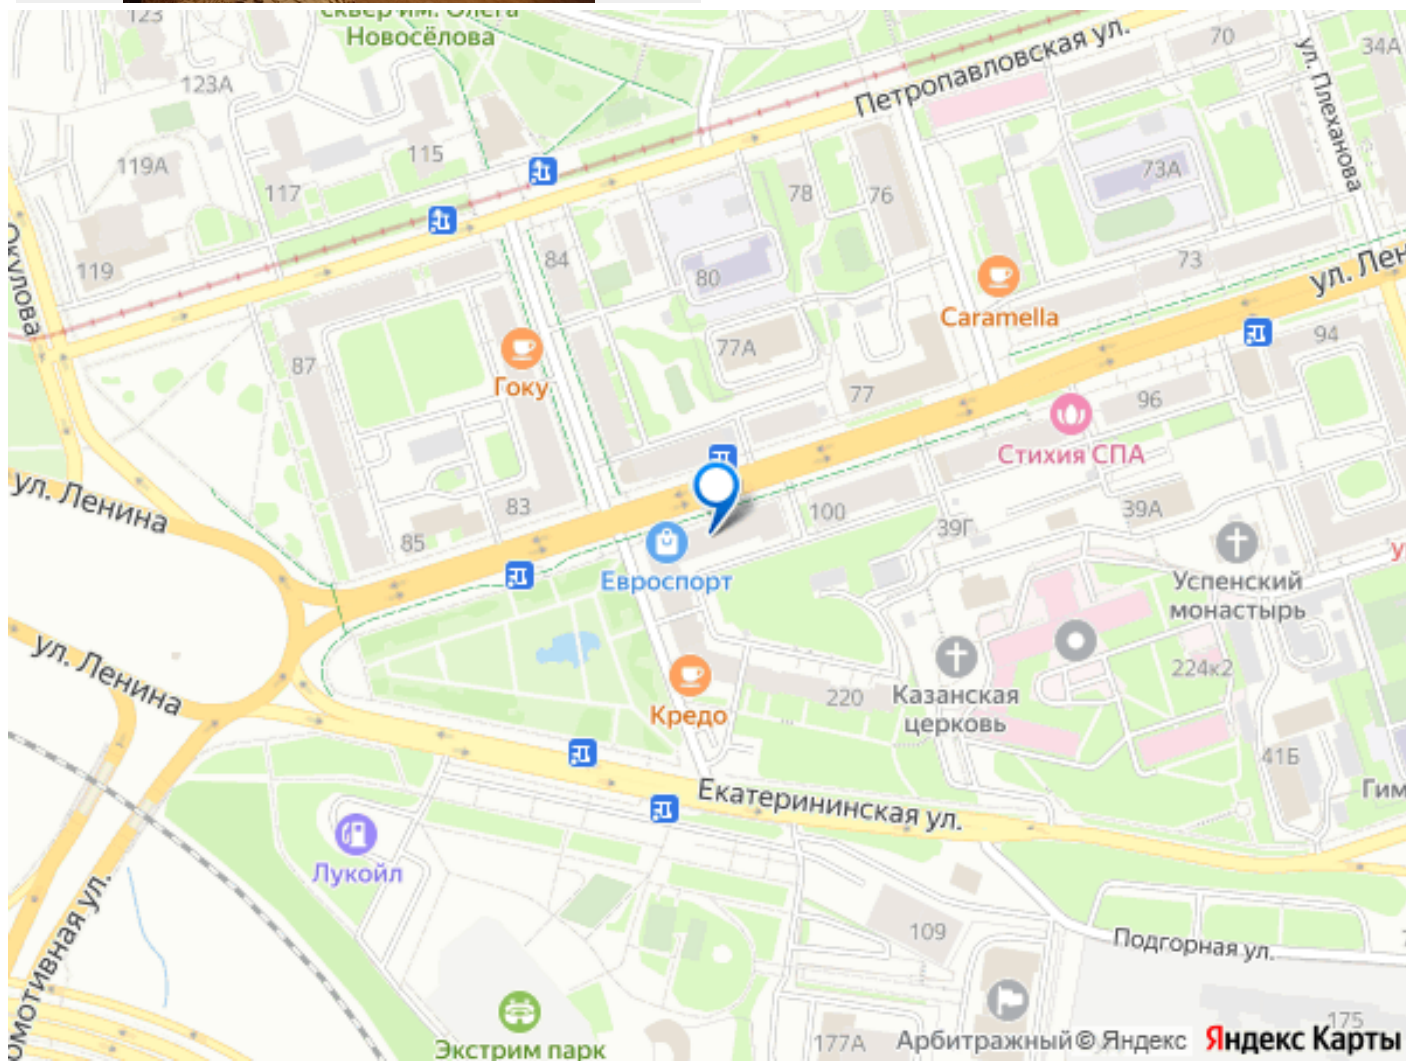 123
сквер им. Олега
Новосёлова
Петропавловская ул.
70
ул. Плеханова
34А
123А
119А
115
117
73А
78
76
119
84
80
73
ул. Лен
Окулова
Caramella
94
77А
87
Гоку
77
96
Стихия СПА
ул. Ленина
83
100
39Г
39А
85
Евроспорт
Успенский
монастырь
ул. Ленина
Казанская
церковь
224к2
220
Кредо
41Б
Екатерининская ул.
Гим
Лукойл
109
Подгорная ул.
омотивная ул.
175
177А
Арбитражный
© Яндекс
Яндекс Карты
Экстрим парк